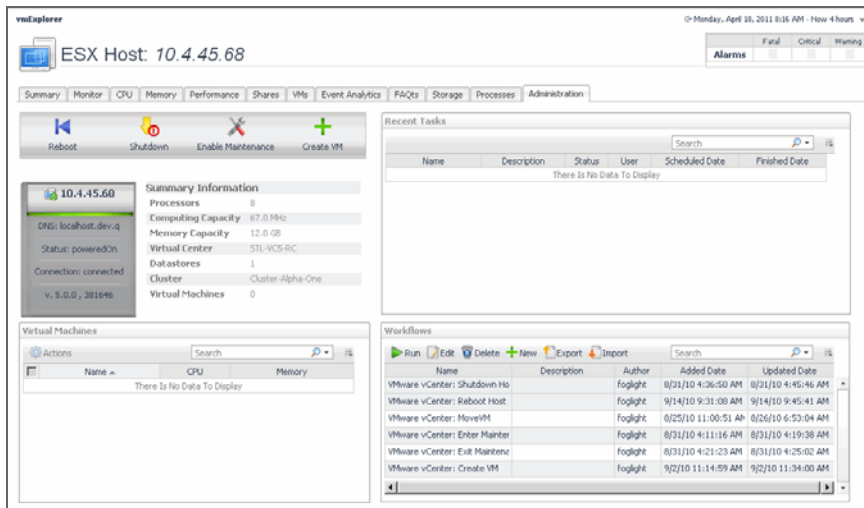 vmExplorer
Monday, April 18, 2011 8:16 AM - Now 4 hours
ESX Host: 10.4.45.68
Fatal Critical Warning
Alarms
Summary Monitor CPU Memory Performance Shares VMs Event Analytics FAQts Storage Processes Administration
Reboot Shutdown Enable Maintenance Create VM
10.4.45.68
DNS: localhost.dev.q
Status: poweredOn
Connection: connected
v. 5.0.0 , 381646
Summary Information
Processors 8
Computing Capacity 67.0 MHz
Memory Capacity 12.0 GB
Virtual Center STL-VC5-RC
Datastores 1
Cluster Cluster-Alpha-One
Virtual Machines 0
Recent Tasks
Search
Name Description Status User Scheduled Date Finished Date
There Is No Data To Display
Virtual Machines
Actions Search
Name CPU Memory
There Is No Data To Display
Workflows
Run Edit Delete New Export Import Search
Name Description Author Added Date Updated Date
VMware vCenter: Shutdown Ho foglight 8/31/10 4:36:50 AM 8/31/10 4:45:46 AM
VMware vCenter: Reboot Host foglight 9/14/10 9:31:08 AM 9/14/10 9:45:41 AM
VMware vCenter: MoveVM foglight 8/25/10 11:00:51 AM 8/26/10 6:53:04 AM
VMware vCenter: Enter Mainter foglight 8/31/10 4:11:16 AM 8/31/10 4:19:38 AM
VMware vCenter: Exit Maintena foglight 8/31/10 4:21:23 AM 8/31/10 4:25:02 AM
VMware vCenter: Create VM foglight 9/2/10 11:14:59 AM 9/2/10 11:34:00 AM